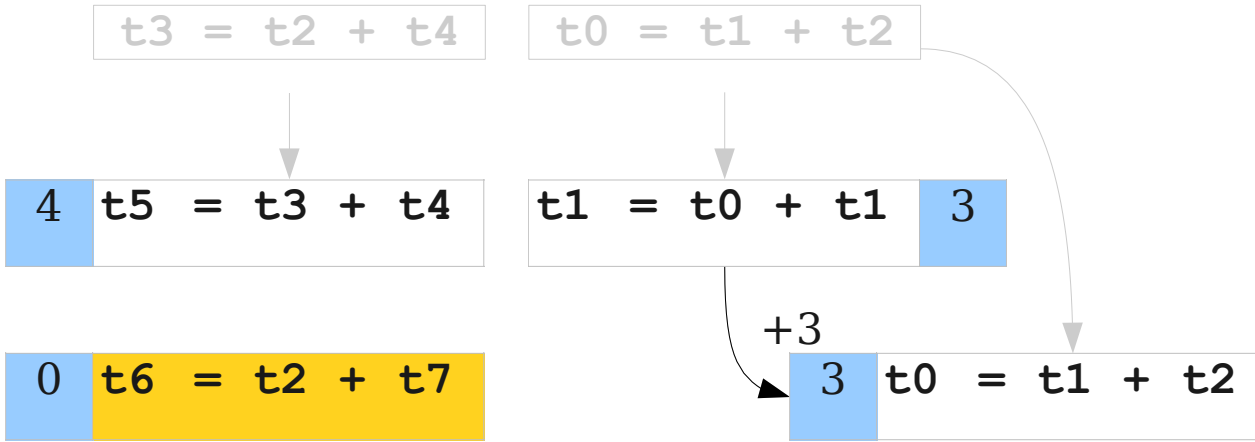 t3 = t2 + t4
t0 = t1 + t2
4 t5 = t3 + t4
t1 = t0 + t1 3
+3
0 t6 = t2 + t7
3 t0 = t1 + t2